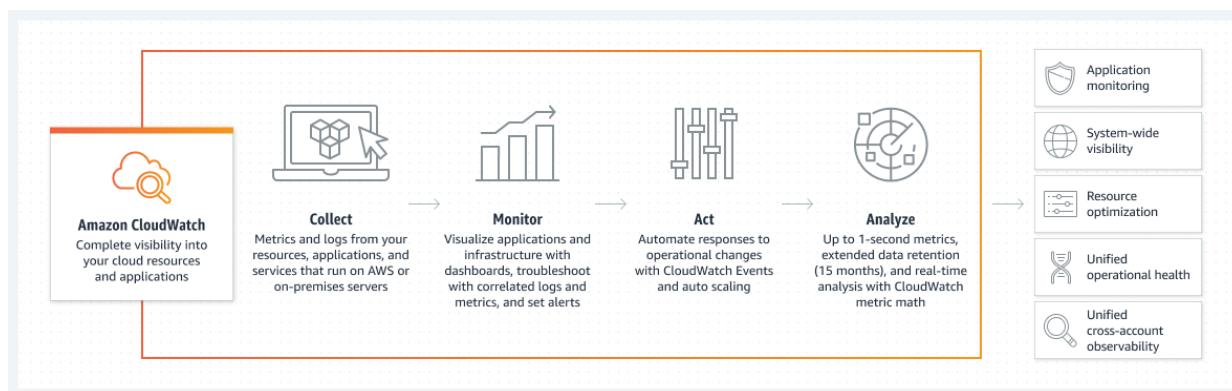 Amazon CloudWatch
Complete visibility into
your cloud resources
and applications
Collect
Metrics and logs from your
resources, applications, and
services that run on AWS or
on-premises servers
Monitor
Visualize applications and
infrastructure with
dashboards, troubleshoot
with correlated logs and
metrics, and set alerts
Act
Automate responses to
operational changes
with CloudWatch Events
and auto scaling
Analyze
Up to 1-second metrics,
extended data retention
(15 months), and real-time
analysis with CloudWatch
metric math
Application
monitoring
System-wide
visibility
Resource
optimization
Unified
operational health
Unified
cross-account
observability